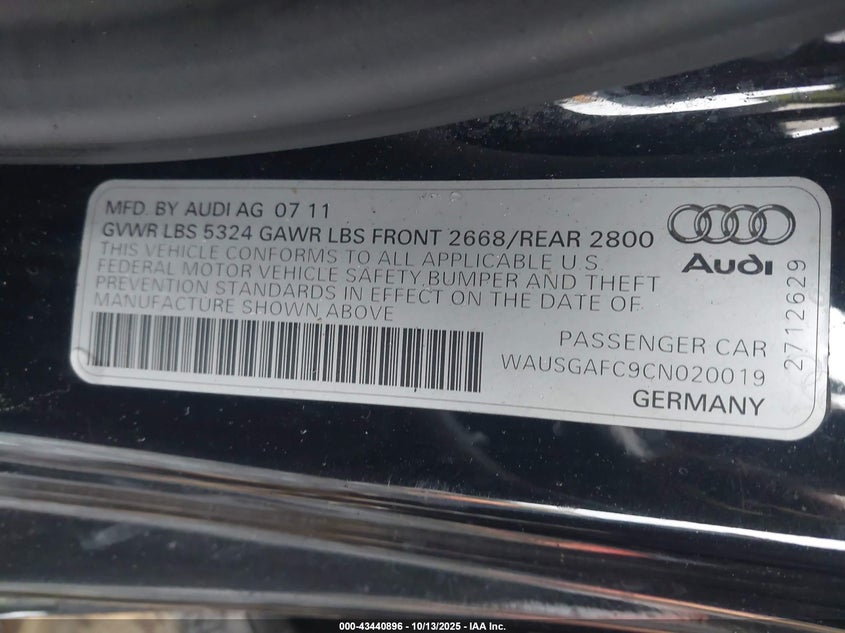 MFD. BY AUDI AG 07 11
GVWR LBS 5324 GAWR LBS FRONT 2668/REAR 2800
THIS VEHICLE CONFORMS TO ALL APPLICABLE U.S.
FEDERAL MOTOR VEHICLE SAFETY, BUMPER AND THEFT
PREVENTION STANDARDS IN EFFECT ON THE DATE OF
MANUFACTURE SHOWN ABOVE
Audi
2712629
PASSENGER CAR
WAUSGAFC9CN020019
GERMANY
000-43440896 - 10/13/2025 - IAA Inc.